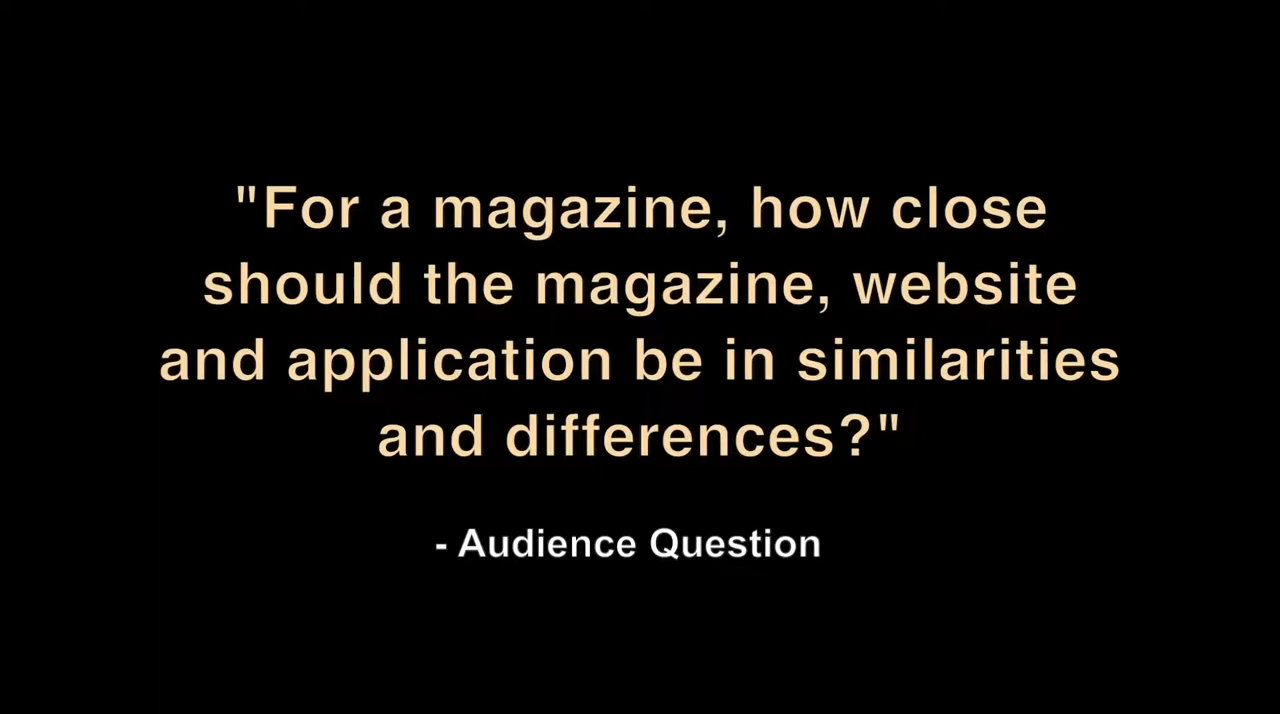 "For a magazine, how close
should the magazine, website
and application be in similarities
and differences?"
- Audience Question